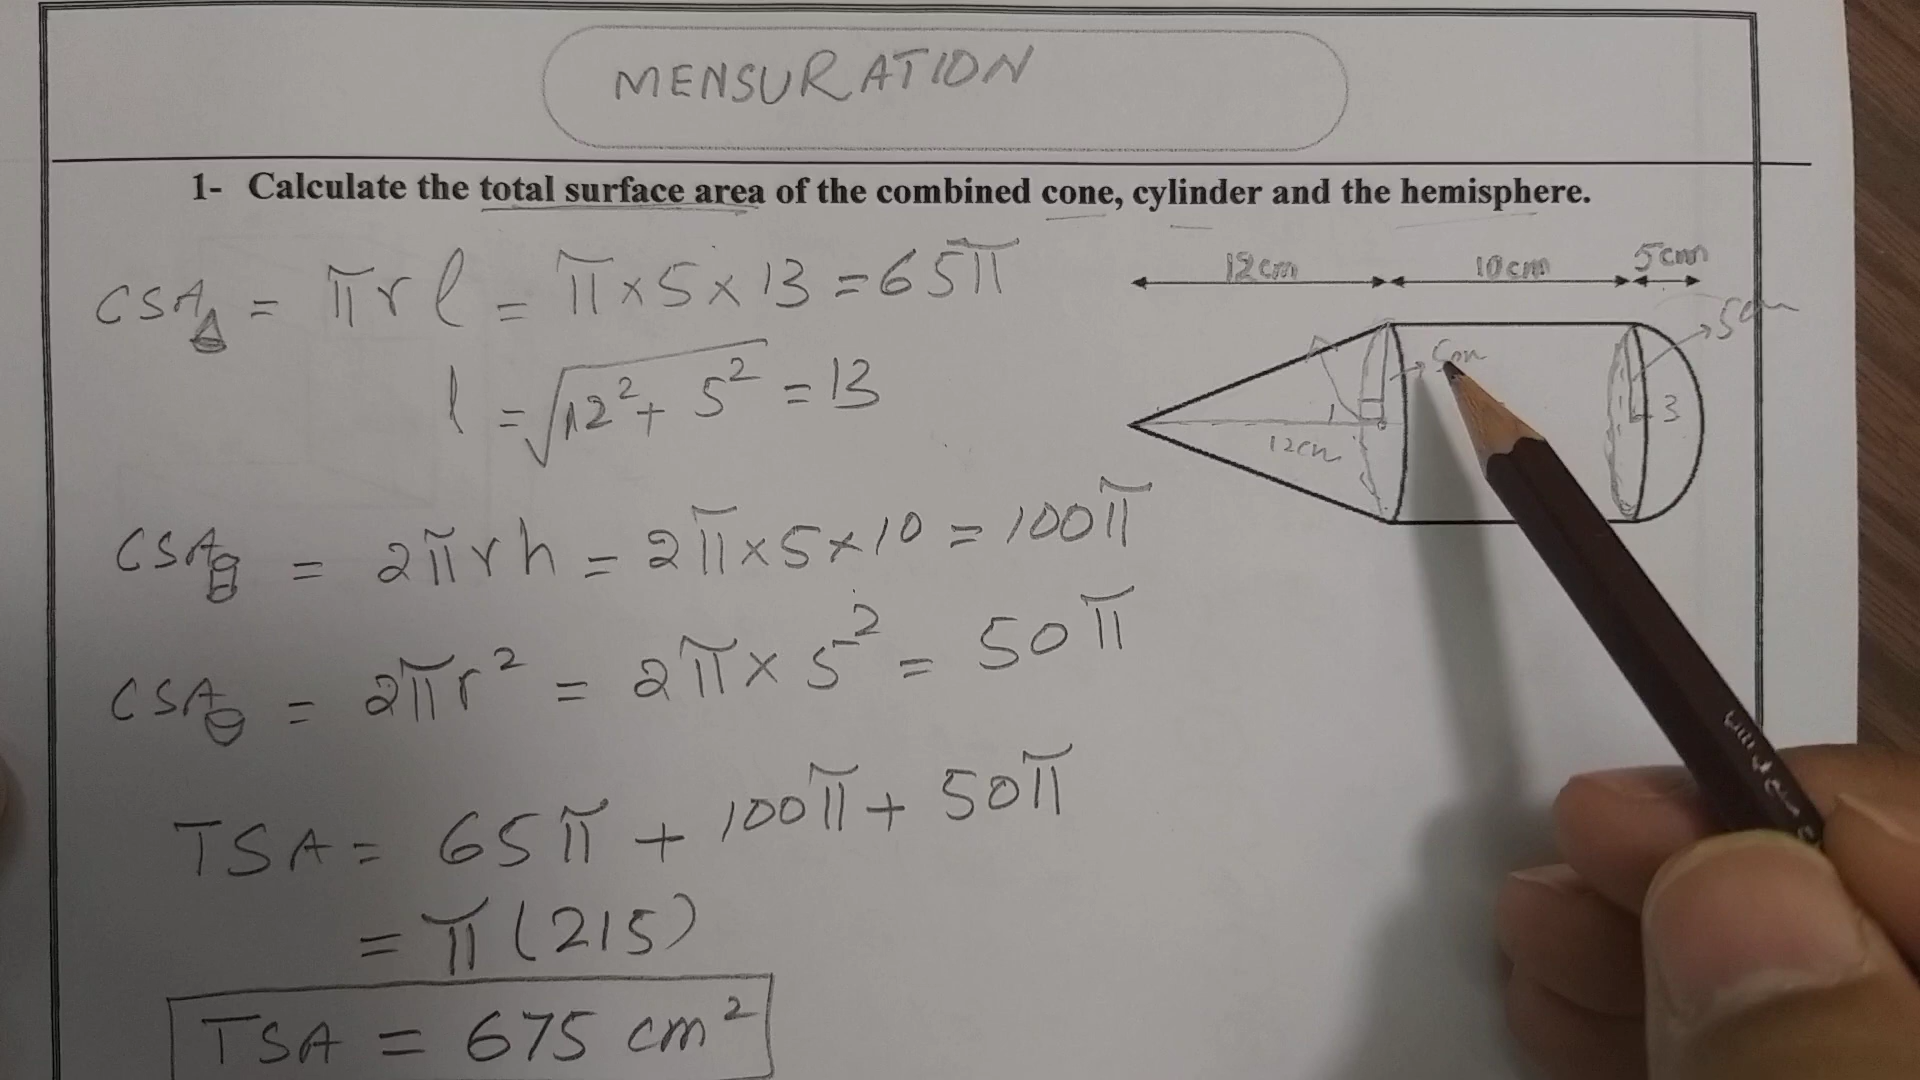 MENSURATION
1- Calculate the total surface area of the combined cone, cylinder and the hemisphere.
CSA = πrl = π×5×13 = 65π
l = √12²+5² = 13
CSA = 2πrh = 2π×5×10 = 100π
CSA = 2πr² = 2π×5² = 50π
TSA = 65π + 100π + 50π
= π(215)
TSA = 675 cm²
12cm 10cm 5cm
5cm
5cm
3
12cm